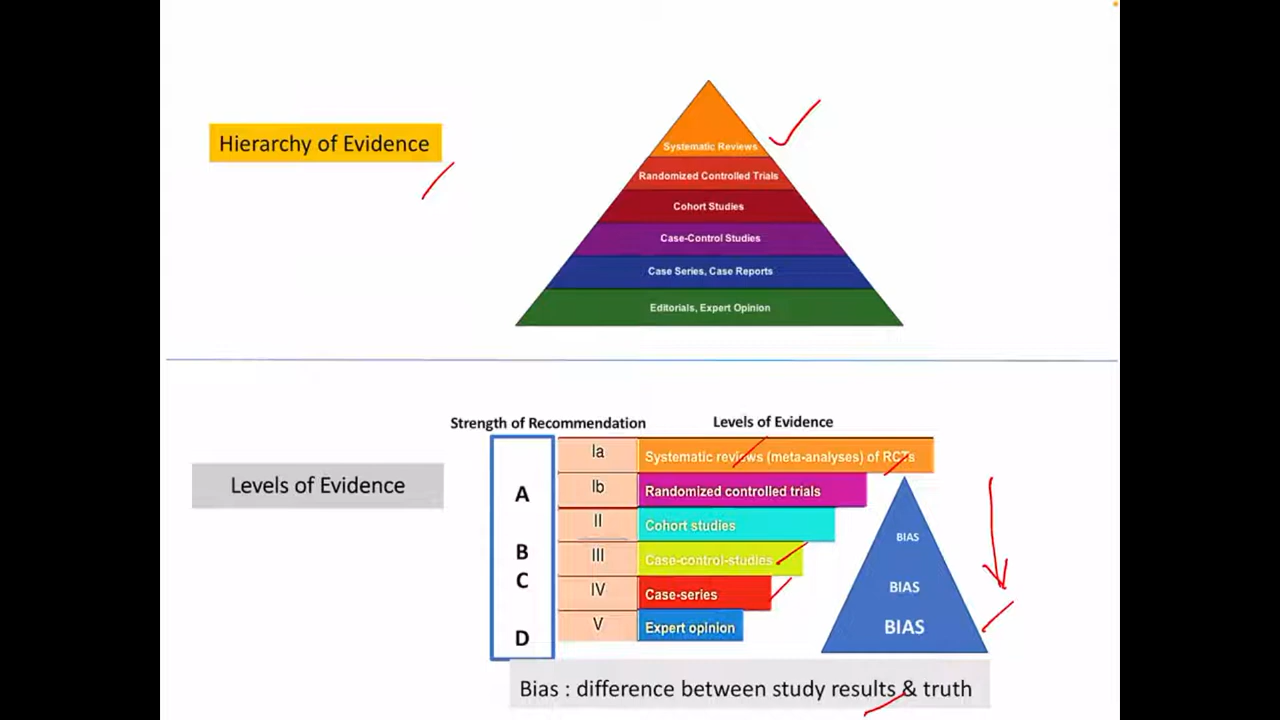 Hierarchy of Evidence
Systematic Reviews
Randomized Controlled Trials
Cohort Studies
Case-Control Studies
Case Series, Case Reports
Editorials, Expert Opinion
Strength of Recommendation
Levels of Evidence
Levels of Evidence
A
B
C
D
Ia
Systematic reviews (meta-analyses) of RCTs
Ib
Randomized controlled trials
II
Cohort studies
III
Case-control-studies
IV
Case-series
V
Expert opinion
BIAS
BIAS
BIAS
Bias : difference between study results & truth